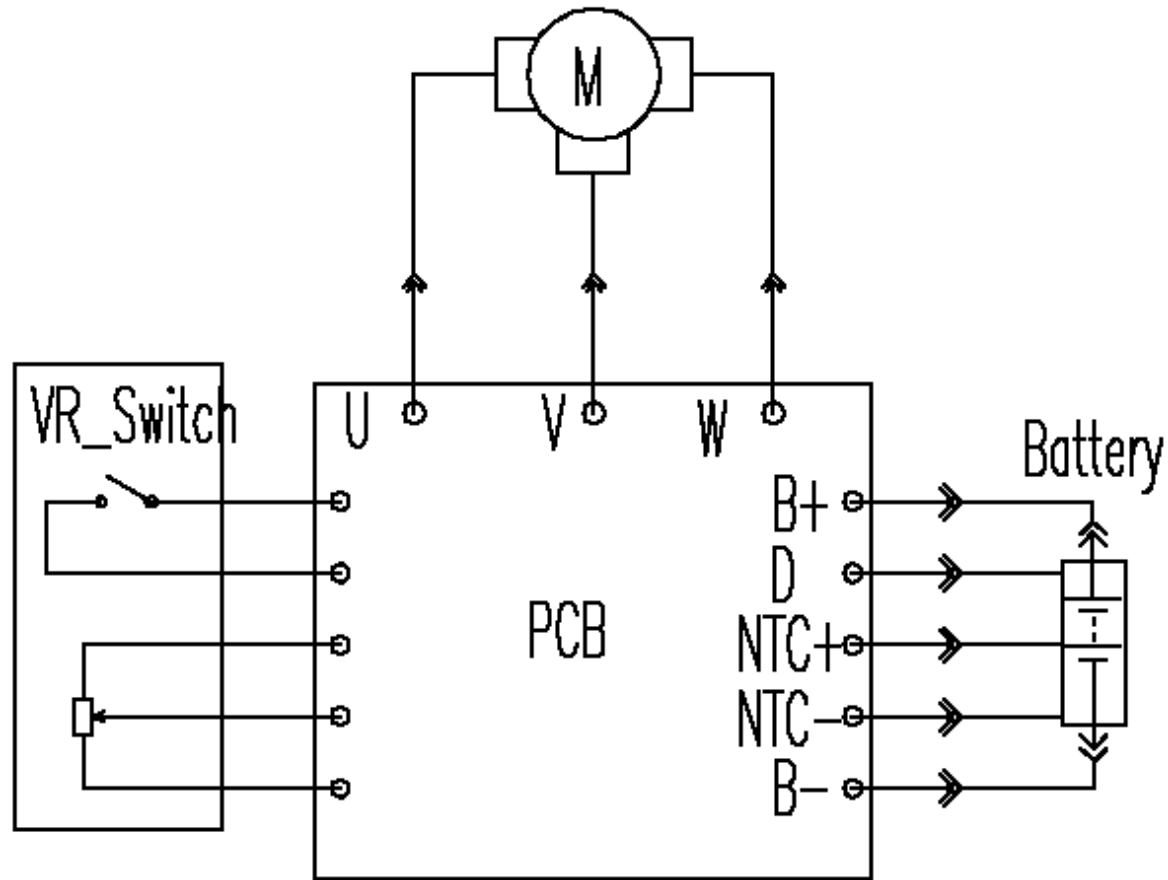 M
VR_Switch
U
V
W
Battery
B+
D
PCB
NTC+
NTC-
B-